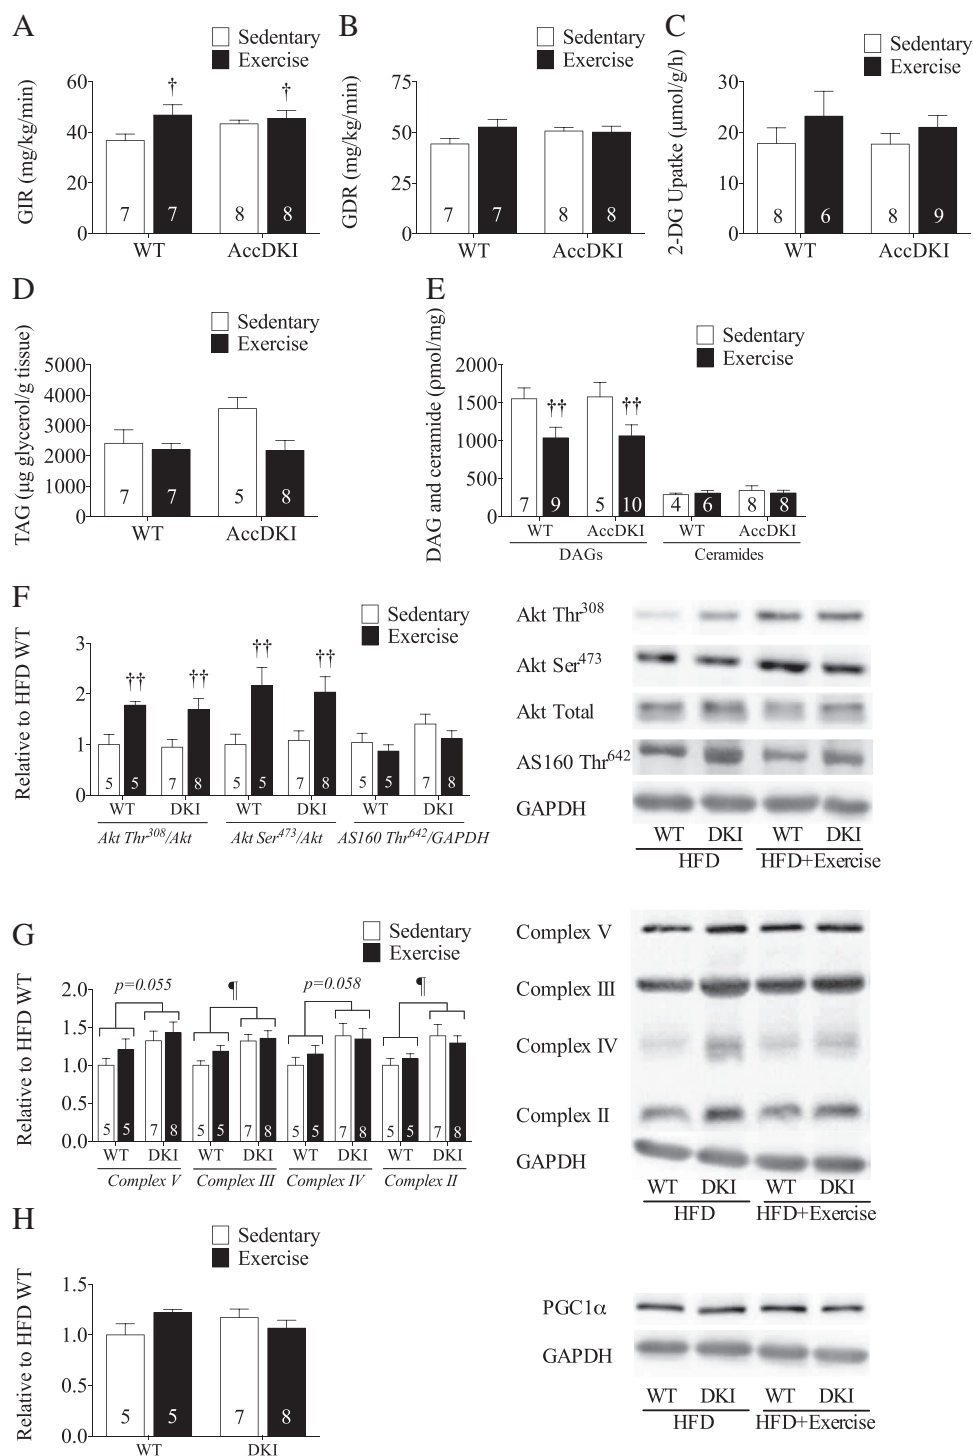 A
Sedentary
Exercise
GIR (mg/kg/min)
60
40
20
0
†
†
7
7
8
8
WT
AccDKI
B
Sedentary
Exercise
GDR (mg/kg/min)
75
50
25
0
7
7
8
8
WT
AccDKI
C
Sedentary
Exercise
2-DG Upatke (μmol/g/h)
30
20
10
0
8
6
8
9
WT
AccDKI
D
Sedentary
Exercise
TAG (μg glycerol/g tissue)
5000
4000
3000
2000
1000
0
7
7
5
8
WT
AccDKI
E
Sedentary
Exercise
DAG and ceramide (ρmol/mg)
2000
1500
1000
500
0
††
††
7
9
5
10
4
6
8
8
WT
AccDKI
WT
AccDKI
DAGs
Ceramides
F
Sedentary
Exercise
Relative to HFD WT
3
2
1
0
††
††
††
††
5
5
7
8
5
5
7
8
5
5
7
8
WT
DKI
WT
DKI
WT
DKI
Akt Thr308/Akt
Akt Ser473/Akt
AS160 Thr642/GAPDH
Akt Thr308
Akt Ser473
Akt Total
AS160 Thr642
GAPDH
WT
DKI
WT
DKI
HFD
HFD+Exercise
G
Sedentary
Exercise
Relative to HFD WT
2.0
1.5
1.0
0.5
0.0
p=0.055
¶
p=0.058
¶
5
5
7
8
5
5
7
8
5
5
7
8
5
5
7
8
WT
DKI
WT
DKI
WT
DKI
WT
DKI
Complex V
Complex III
Complex IV
Complex II
Complex V
Complex III
Complex IV
Complex II
GAPDH
WT
DKI
WT
DKI
HFD
HFD+Exercise
H
Sedentary
Exercise
Relative to HFD WT
1.5
1.0
0.5
0.0
5
5
7
8
WT
DKI
PGC1α
GAPDH
WT
DKI
WT
DKI
HFD
HFD+Exercise